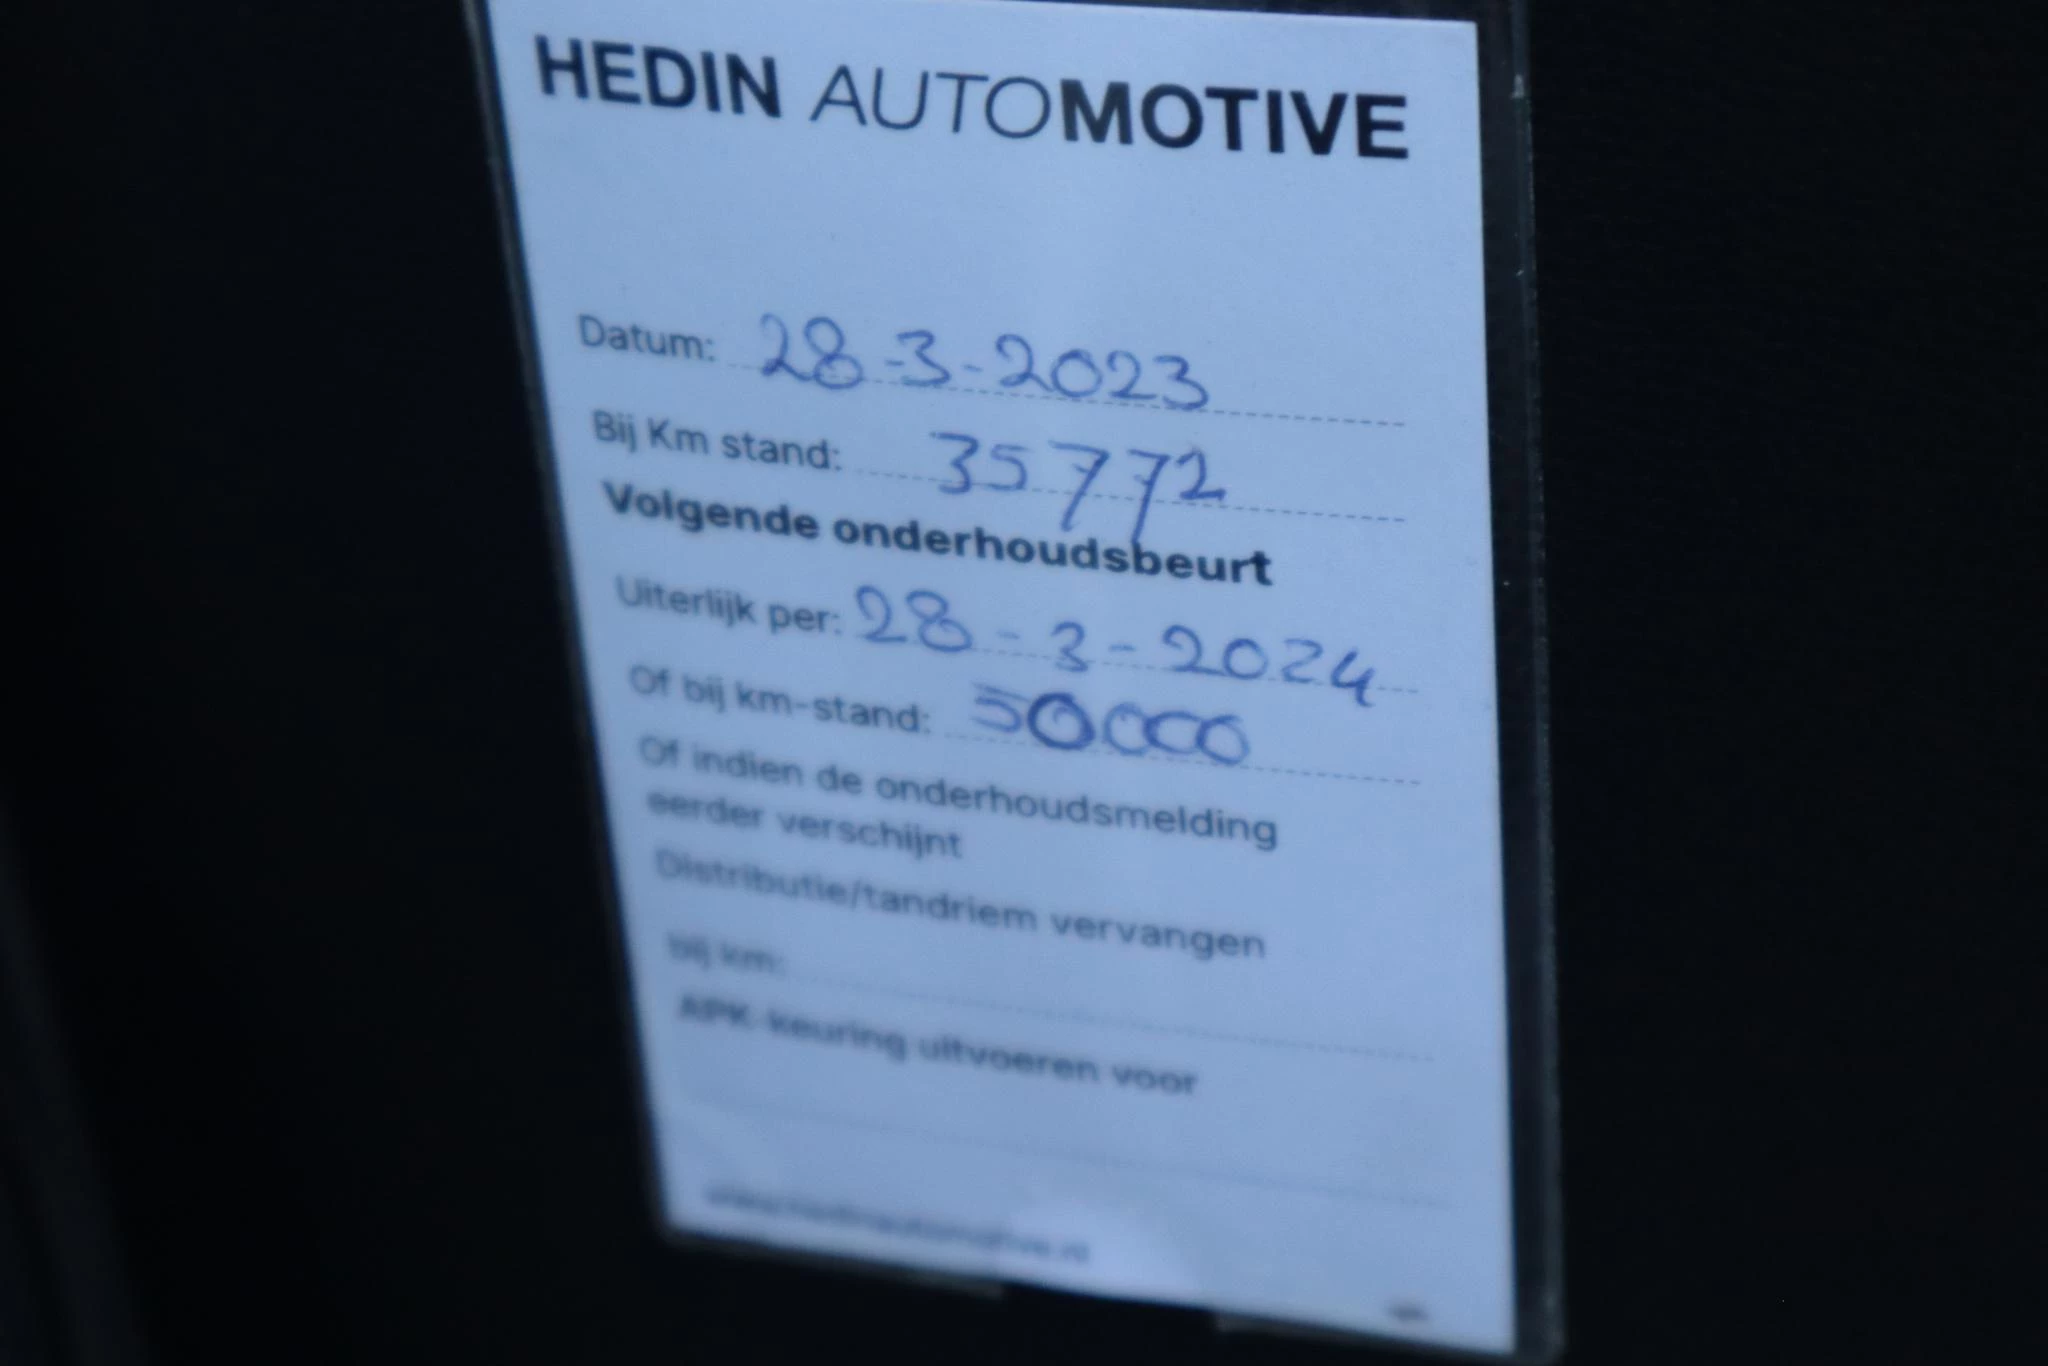 HEDIN AUTOMOTIVE
Datum: 28-3-2023
Bij Km stand: 35772
Volgende onderhoudsbeurt
Uiterlijk per: 28-3-2024
Of bij km-stand: 50000
Of indien de onderhoudsmelding
eerder verschijnt
Distributie/tandriem vervangen
bij km:
APK-keuring uitvoeren voor